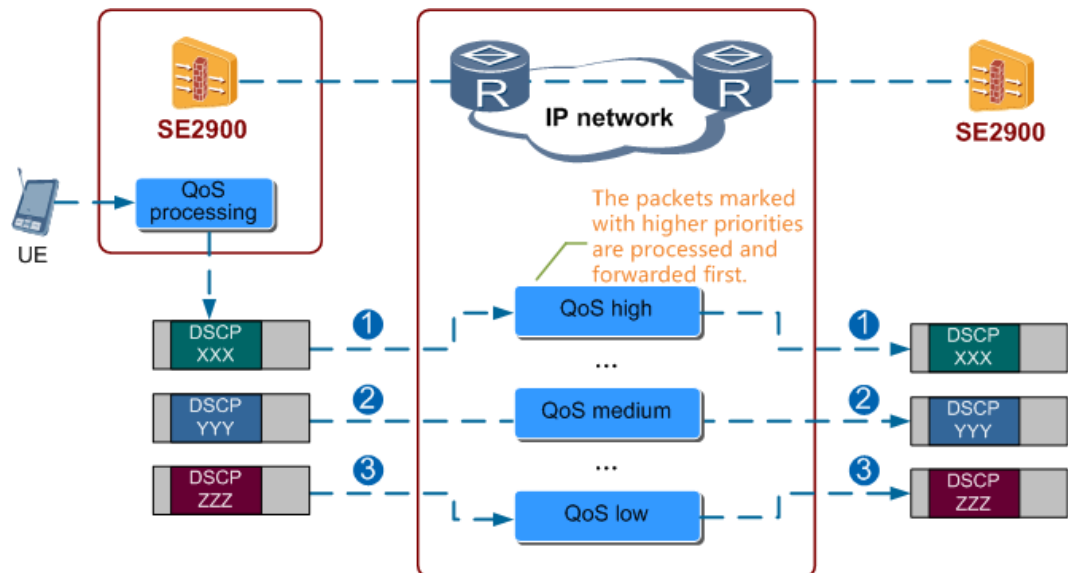 SE2900
R
R
IP network
SE2900
UE
QoS
processing
The packets marked
with higher priorities
are processed and
forwarded first.
DSCP
XXX
1
QoS high
1
DSCP
XXX
...
DSCP
YYY
2
QoS medium
2
DSCP
YYY
...
DSCP
ZZZ
3
QoS low
3
DSCP
ZZZ